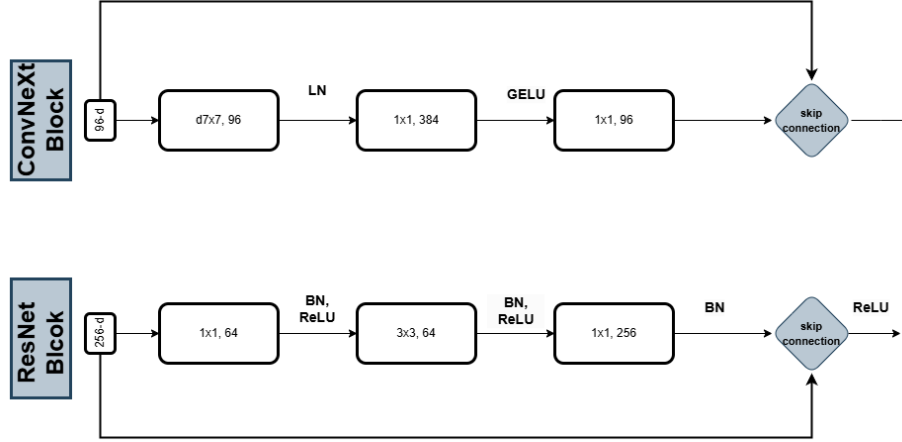 ConvNeXt
Block
96-d
d7x7, 96
LN
1x1, 384
GELU
1x1, 96
skip
connection
ResNet
Blcok
256-d
1x1, 64
BN,
ReLU
3x3, 64
BN,
ReLU
1x1, 256
BN
skip
connection
ReLU